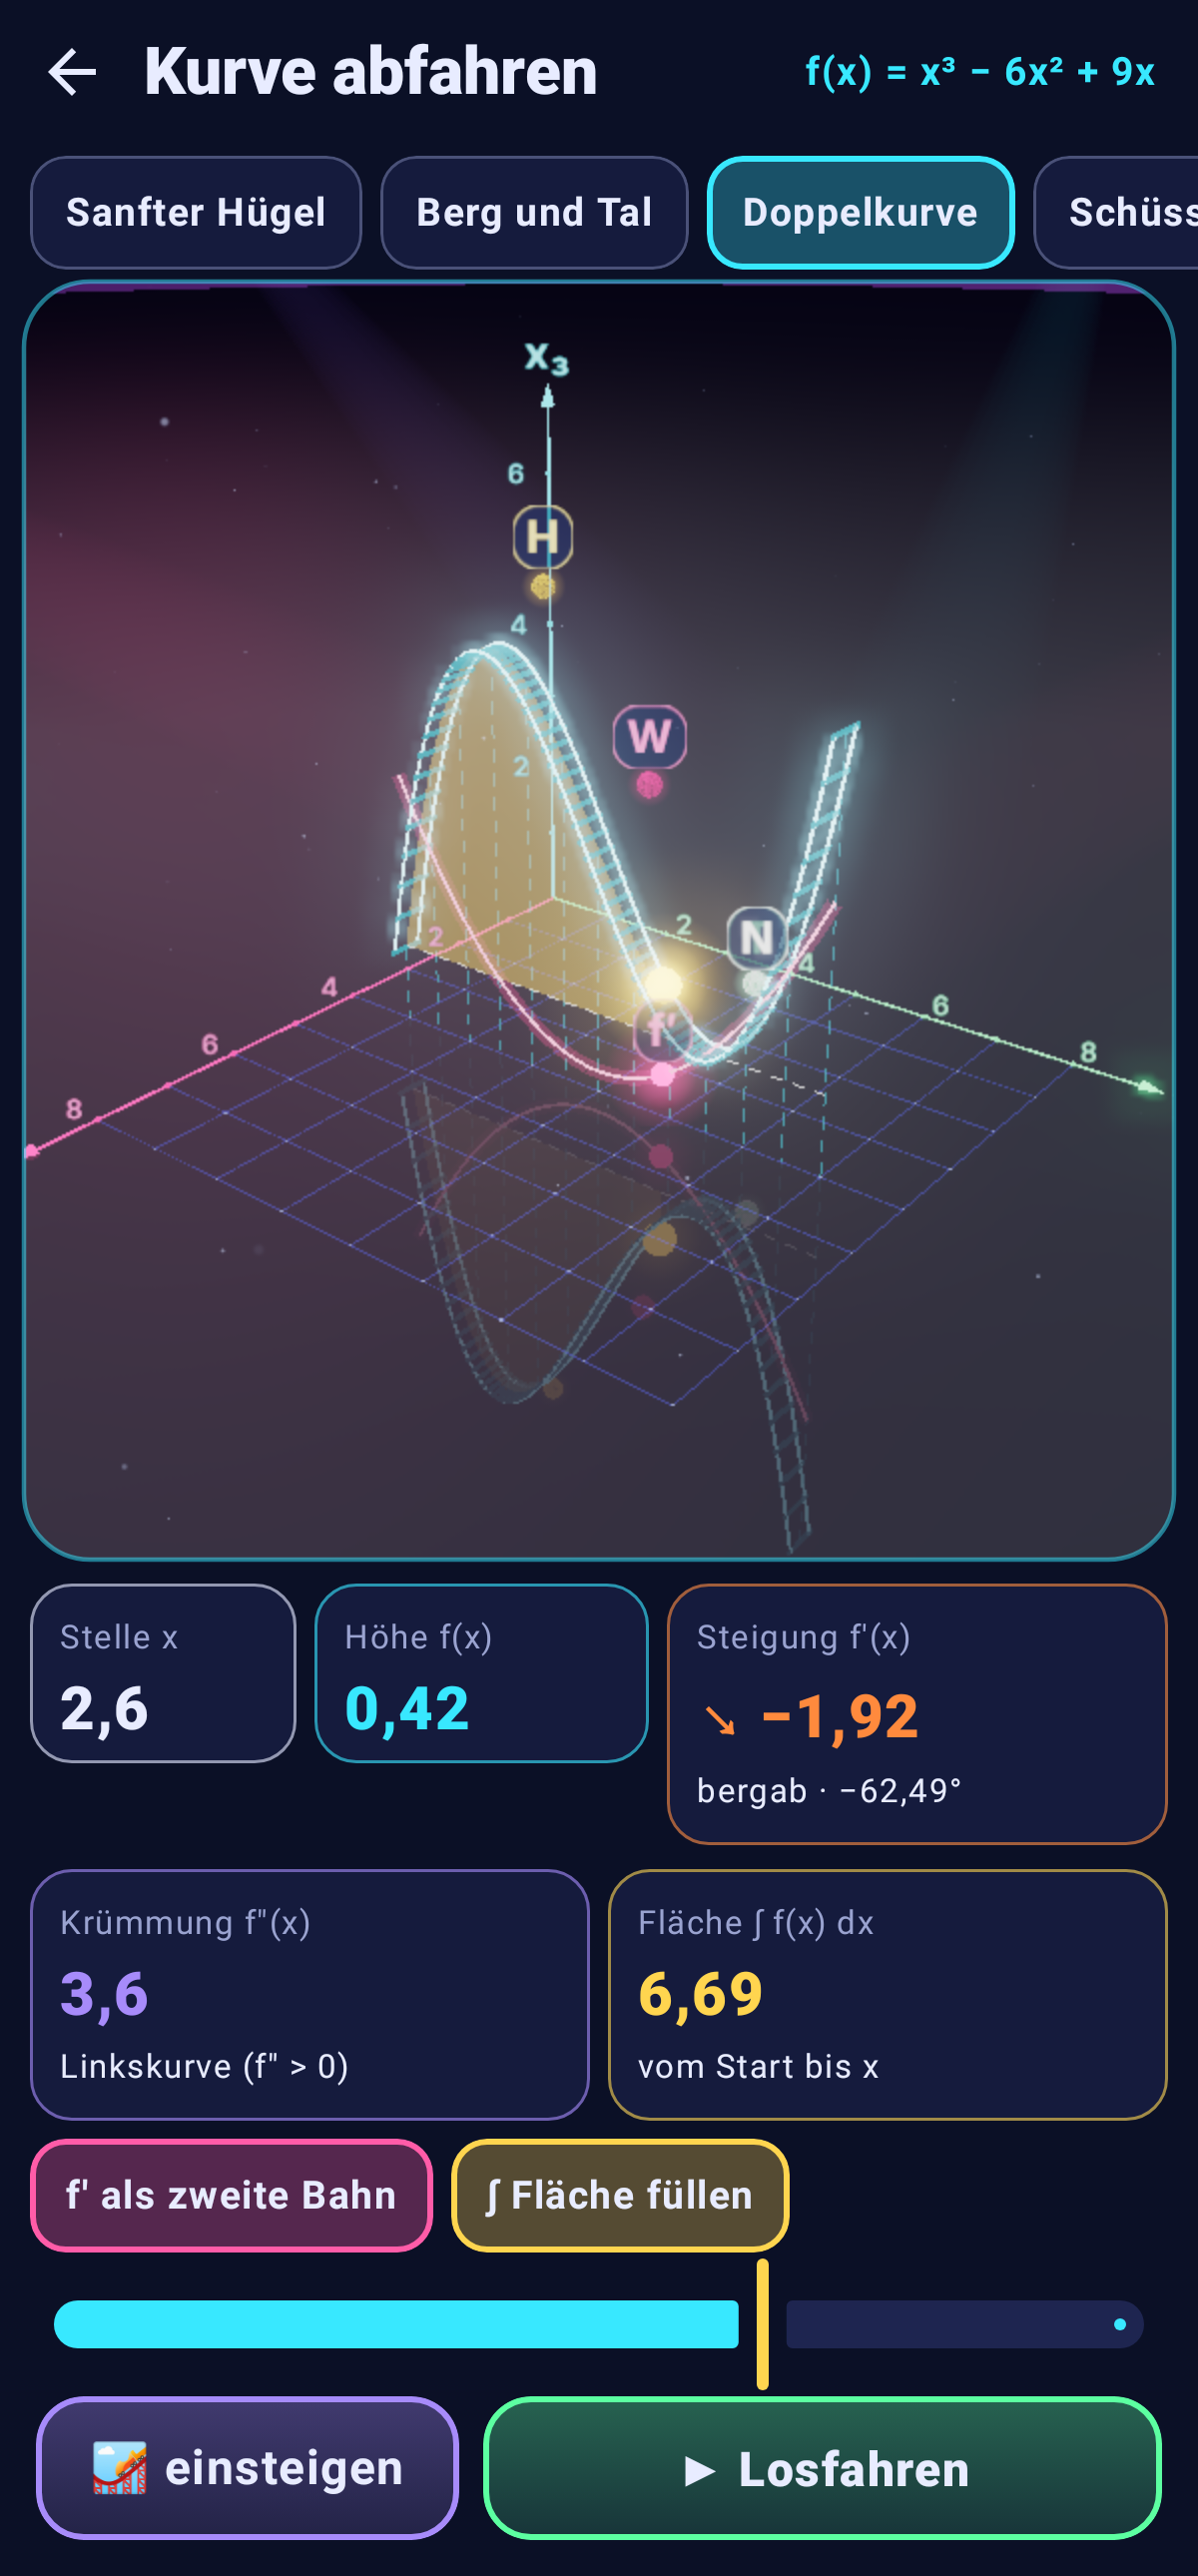 Kurve abfahren
f(x) = x³ − 6x² + 9x
Sanfter Hügel
Berg und Tal
Doppelkurve
Schüss
x₃
6
H
4
W
2
2
2
N
4
4
6
6
8
8
f'
Stelle x
2,6
Höhe f(x)
0,42
Steigung f'(x)
↘ −1,92
bergab · −62,49°
Krümmung f"(x)
3,6
Linkskurve (f" > 0)
Fläche ∫ f(x) dx
6,69
vom Start bis x
f' als zweite Bahn
∫ Fläche füllen
🎢 einsteigen
► Losfahren